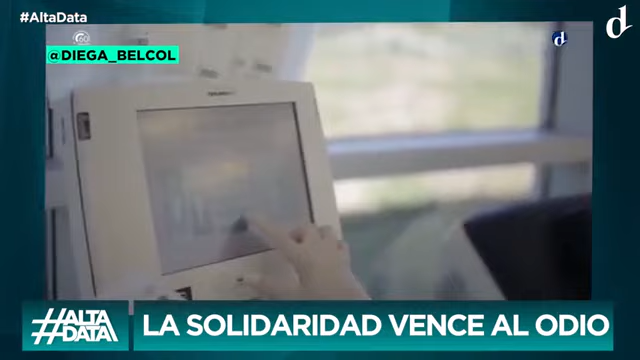 #AltaData
@DIEGA_BELCOL
#ALTA
DATA
LA SOLIDARIDAD VENCE AL ODIO